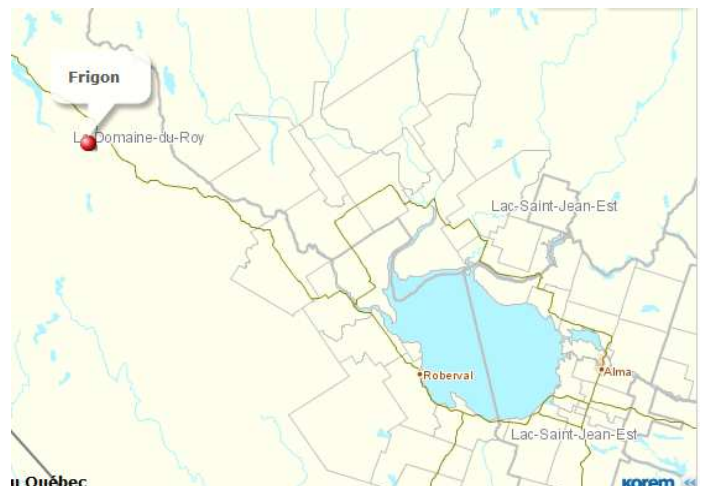 Frigon
Le Domaine-du-Roy
Lac-Saint-Jean-Est
Roberval
Alma
Lac-Saint-Jean-Est
u Québec
KOREM